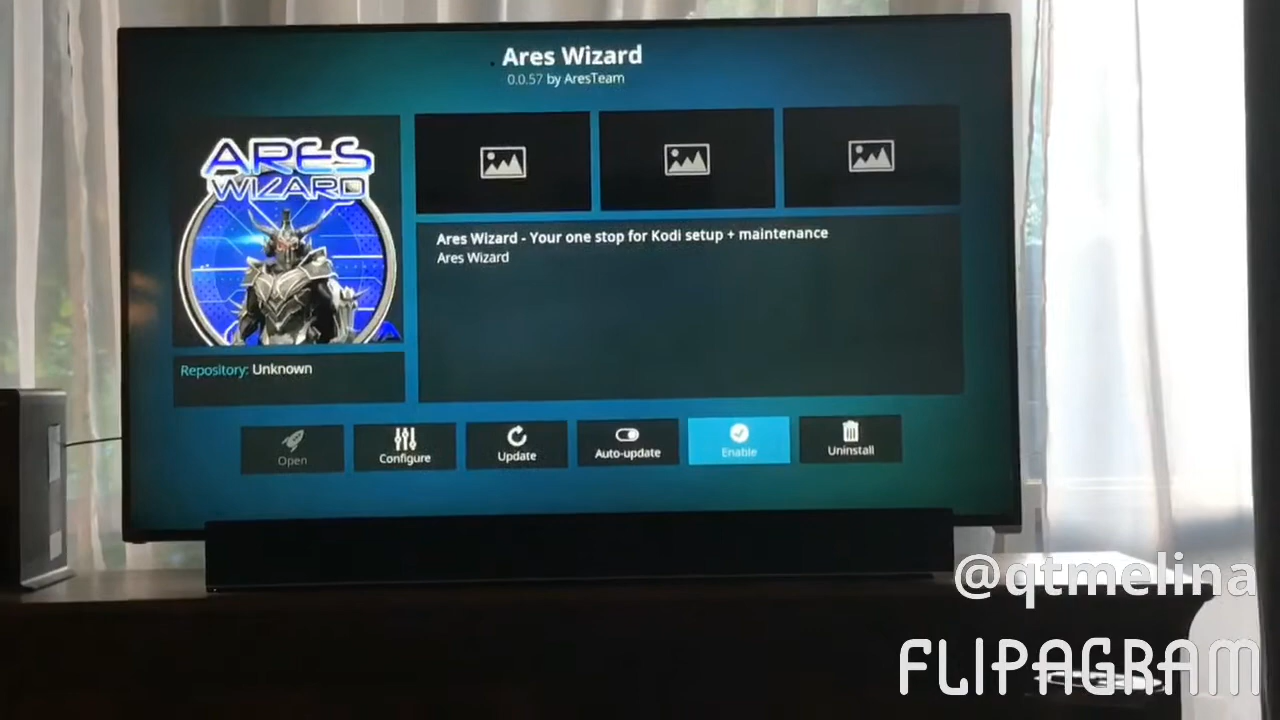 Ares Wizard
0.0.57 by AresTeam
ARES
WIZARD
Ares Wizard - Your one stop for Kodi setup + maintenance
Ares Wizard
Repository: Unknown
Open
Configure
Update
Auto-update
Enable
Uninstall
@qtmelina
FLIPAGRAM